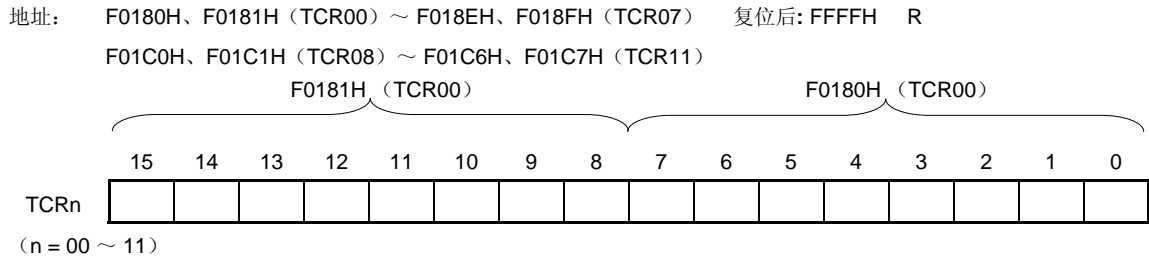 地址： F0180H、F0181H（TCR00）～ F018EH、F018FH（TCR07） 复位后: FFFFH R
F01C0H、F01C1H（TCR08）～ F01C6H、F01C7H（TCR11）
F0181H （TCR00） F0180H （TCR00）
15 14 13 12 11 10 9 8 7 6 5 4 3 2 1 0
TCRn
（n = 00 ～ 11）